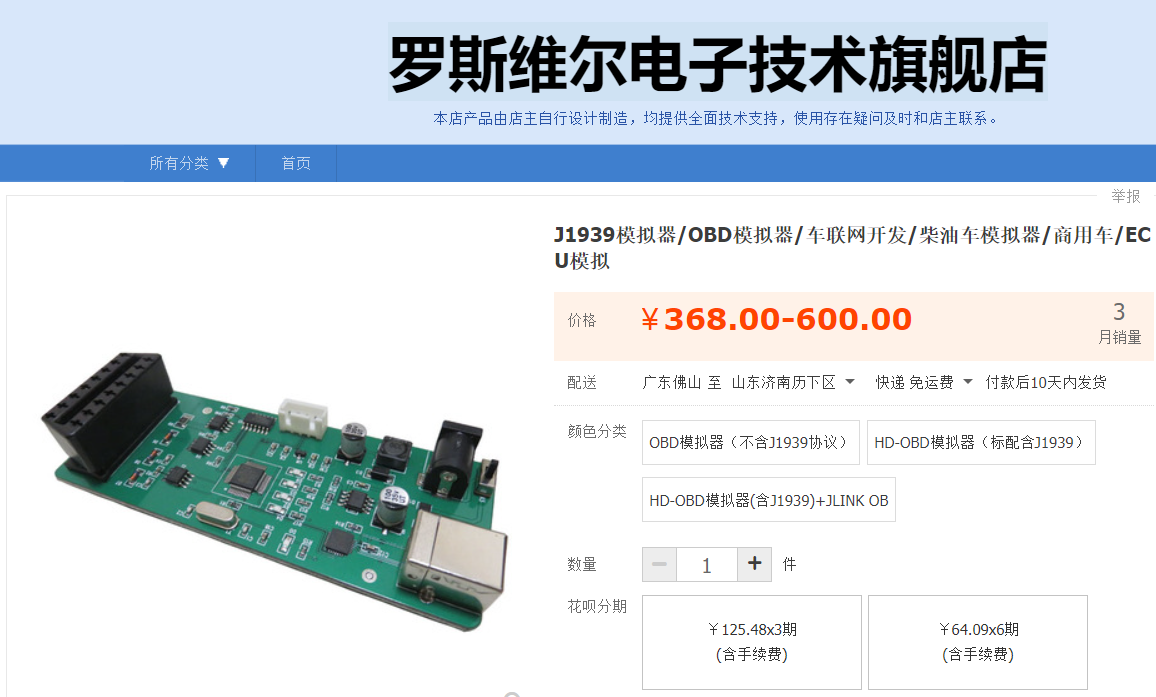 罗斯维尔电子技术旗舰店
本店产品由店主自行设计制造，均提供全面技术支持，使用存在疑问及时和店主联系。
所有分类 ▼ 首页
举报
J1939模拟器/OBD模拟器/车联网开发/柴油车模拟器/商用车/EC
U模拟
价格 ￥368.00-600.00 3
月销量
配送 广东佛山 至 山东济南历下区 快递 免运费 付款后10天内发货
颜色分类 OBD模拟器（不含J1939协议） HD-OBD模拟器（标配含J1939）
HD-OBD模拟器(含J1939)+JLINK OB
数量 － 1 + 件
花呗分期 ￥125.48x3期 ￥64.09x6期
(含手续费) (含手续费)